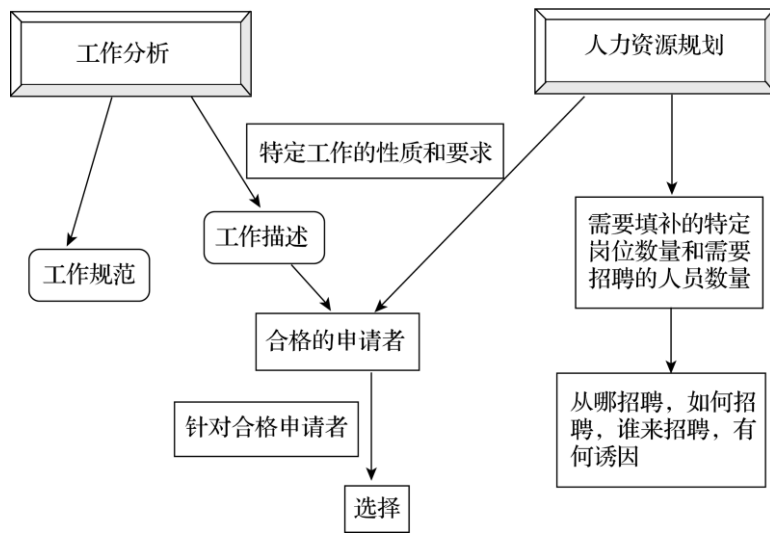 工作分析
人力资源规划
特定工作的性质和要求
工作描述
工作规范
需要填补的特定
岗位数量和需要
招聘的人员数量
合格的申请者
针对合格申请者
从哪招聘，如何招
聘，谁来招聘，有
何诱因
选择